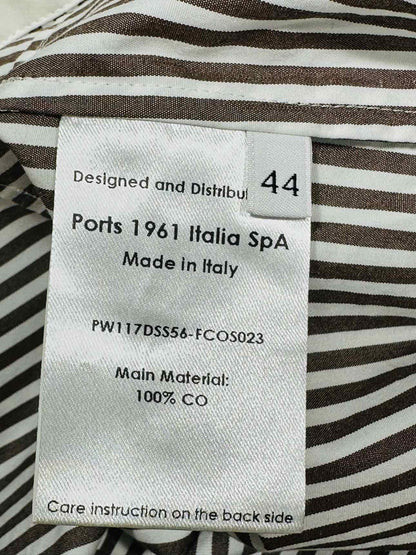 Designed and Distribu
44
Ports 1961 Italia SpA
Made in Italy
PW117DSS56-FCOS023
Main Material:
100% CO
Care instruction on the back side